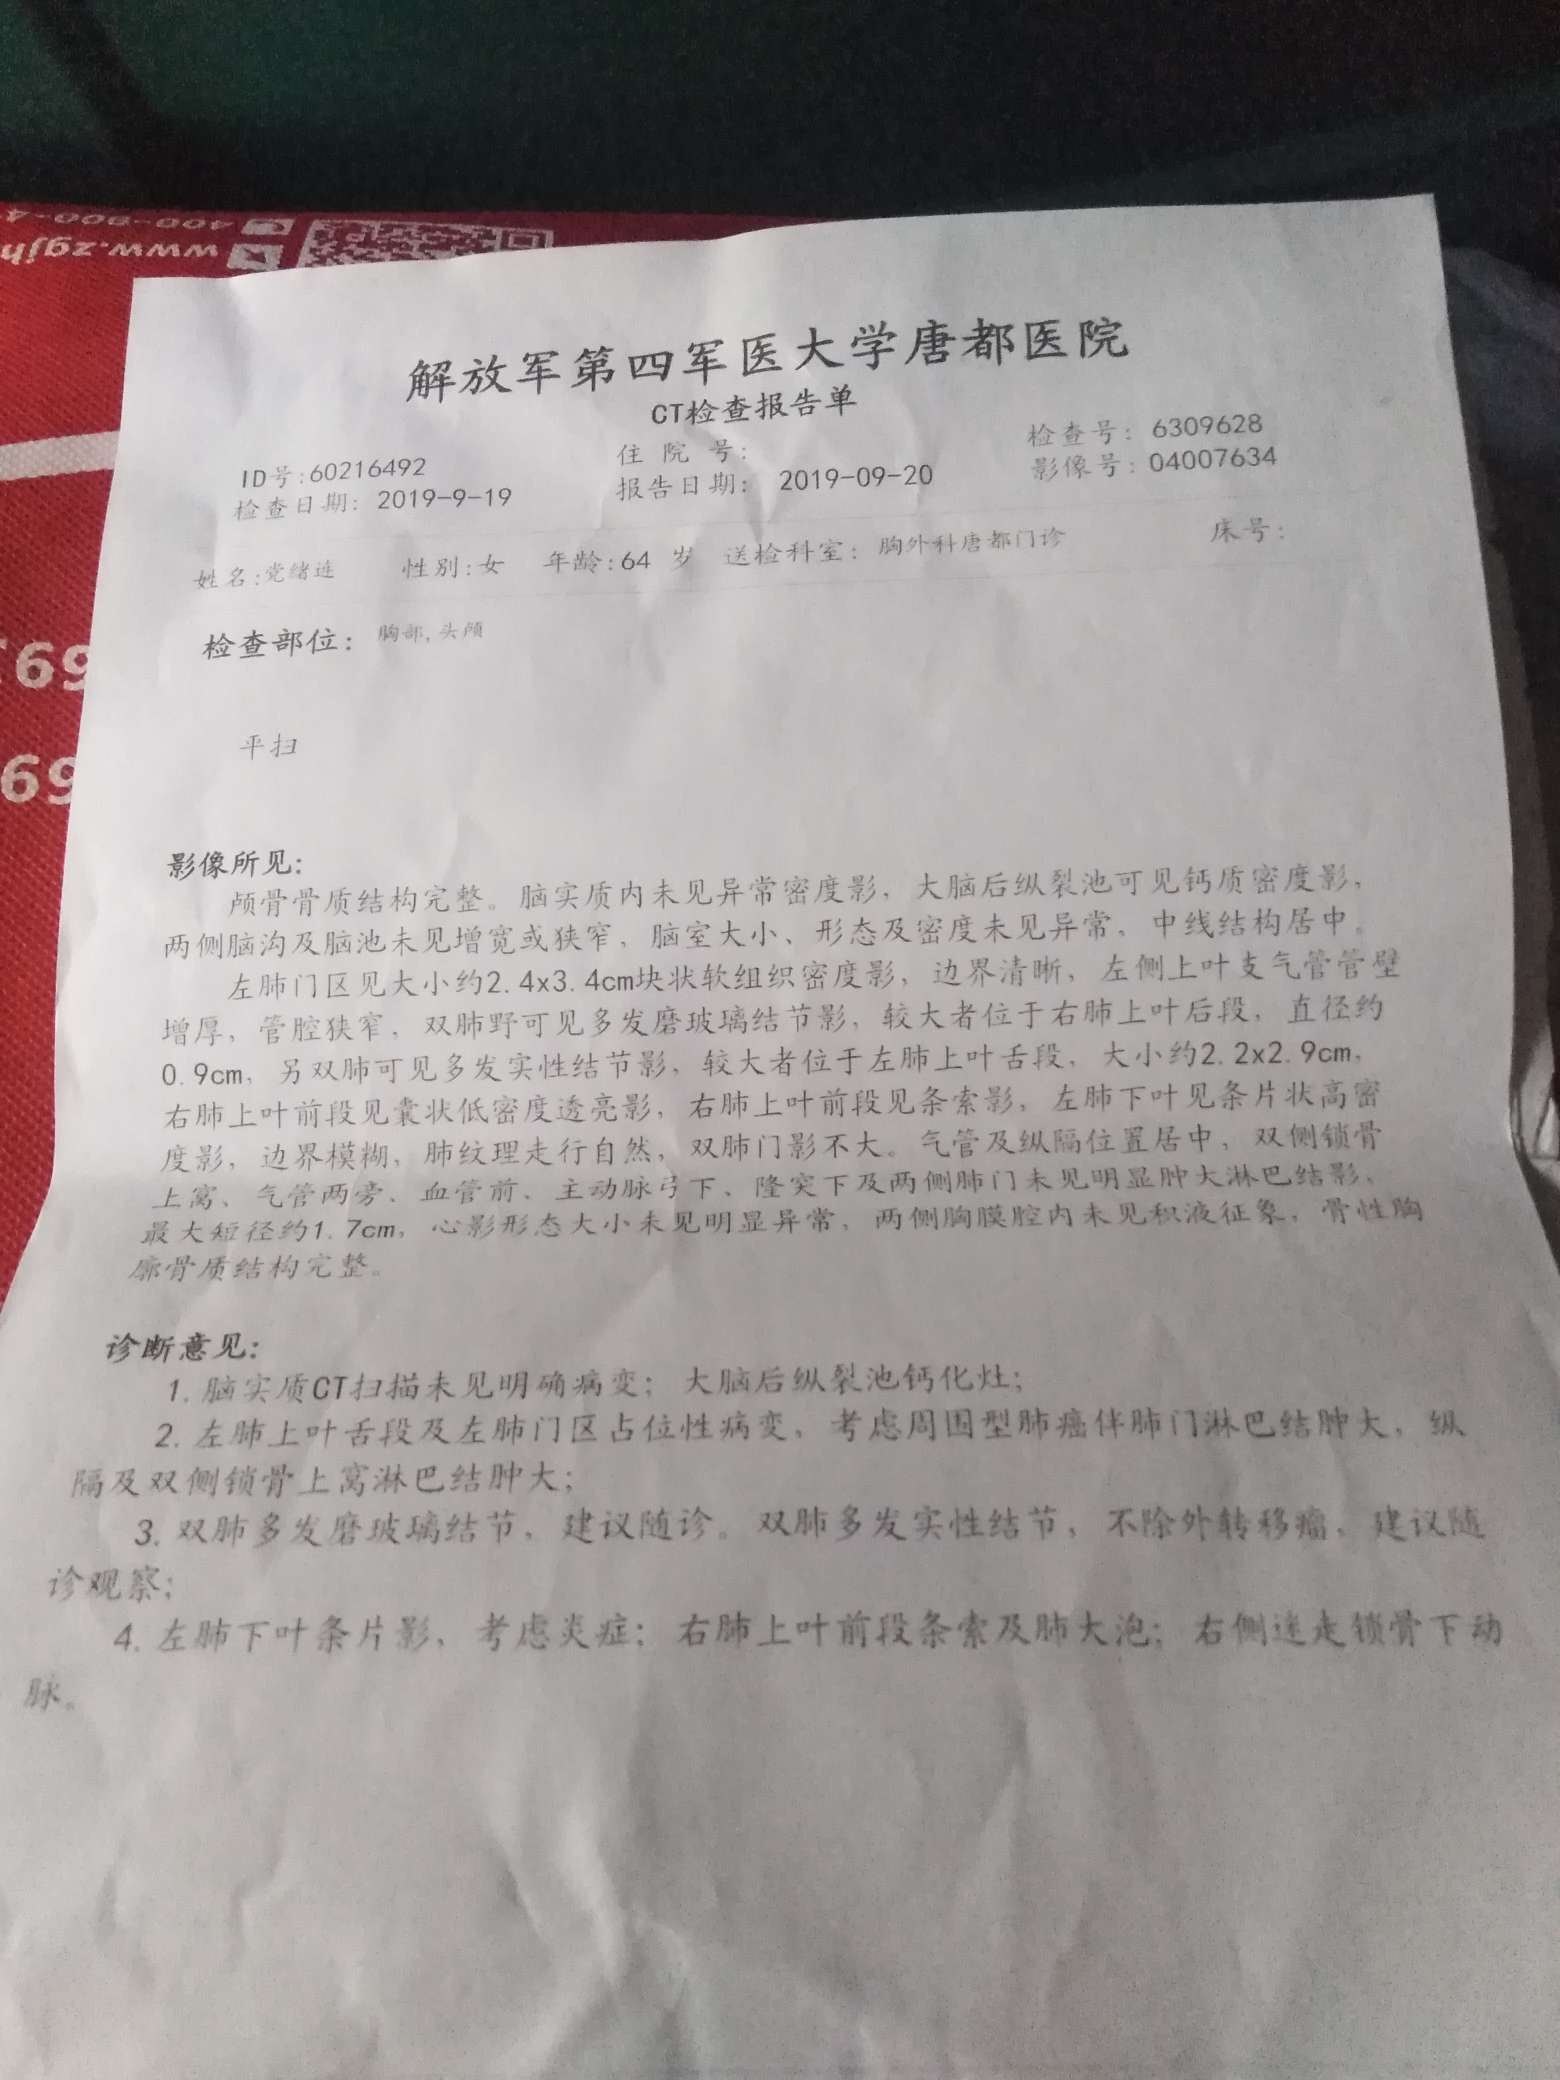 400-800-4
www.zgjh
69
69
解放军第四军医大学唐都医院
CT检查报告单
ID号:60216492 住 院 号: 检查号: 6309628
检查日期: 2019-9-19 报告日期: 2019-09-20 影像号: 04007634
姓名:党绪连 性别:女 年龄:64 岁 送检科室: 胸外科唐都门诊 床号:
检查部位: 胸部,头颅
平扫
影像所见:
颅骨骨质结构完整。脑实质内未见异常密度影，大脑后纵裂池可见钙质密度影，
两侧脑沟及脑池未见增宽或狭窄，脑室大小、形态及密度未见异常，中线结构居中。
左肺门区见大小约2.4x3.4cm块状软组织密度影，边界清晰，左侧上叶支气管管壁
增厚，管腔狭窄，双肺野可见多发磨玻璃结节影，较大者位于右肺上叶后段，直径约
0.9cm，另双肺可见多发实性结节影，较大者位于左肺上叶舌段，大小约2.2x2.9cm，
右肺上叶前段见囊状低密度透亮影，右肺上叶前段见条索影，左肺下叶见条片状高密
度影，边界模糊，肺纹理走行自然，双肺门影不大。气管及纵隔位置居中，双侧锁骨
上窝、气管两旁、血管前、主动脉弓下、隆突下及两侧肺门未见明显肿大淋巴结影，
最大短径约1.7cm，心影形态大小未见明显异常，两侧胸膜腔内未见积液征象，骨性胸
廓骨质结构完整。
诊断意见:
1.脑实质CT扫描未见明确病变；大脑后纵裂池钙化灶；
2.左肺上叶舌段及左肺门区占位性病变，考虑周围型肺癌伴肺门淋巴结肿大，纵
隔及双侧锁骨上窝淋巴结肿大；
3.双肺多发磨玻璃结节，建议随诊。双肺多发实性结节，不除外转移瘤，建议随
诊观察；
4.左肺下叶条片影，考虑炎症；右肺上叶前段条索及肺大泡；右侧迷走锁骨下动
脉。